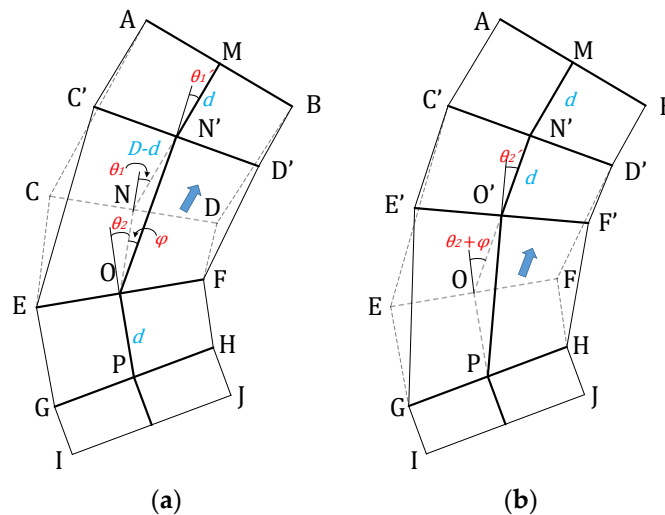 A
M
θ₁′
d
B
C'
N'
D'
D-d
θ₁
C
N
D
θ₂
φ
O
E
F
d
P
H
G
J
I
(a)
A
M
d
C'
N'
D'
θ₂′
d
E'
O'
F'
θ₂+φ
O
F
E
P
H
G
J
I
(b)